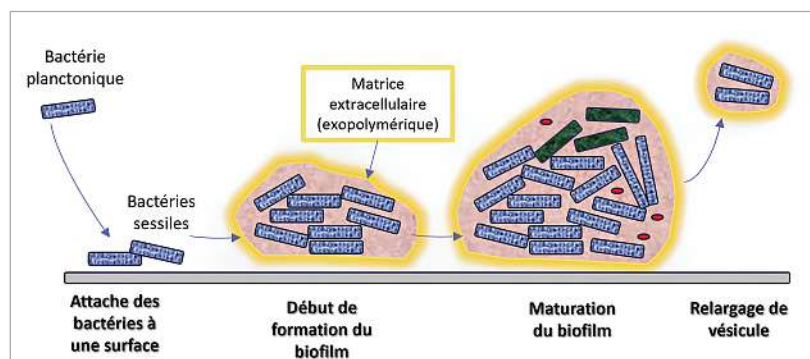 Bactérie
planctonique
Matrice
extracellulaire
(exopolymérique)
Bactéries
sessiles
Attache des
bactéries à
une surface
Début de
formation du
biofilm
Maturation
du biofilm
Relargage de
vésicule